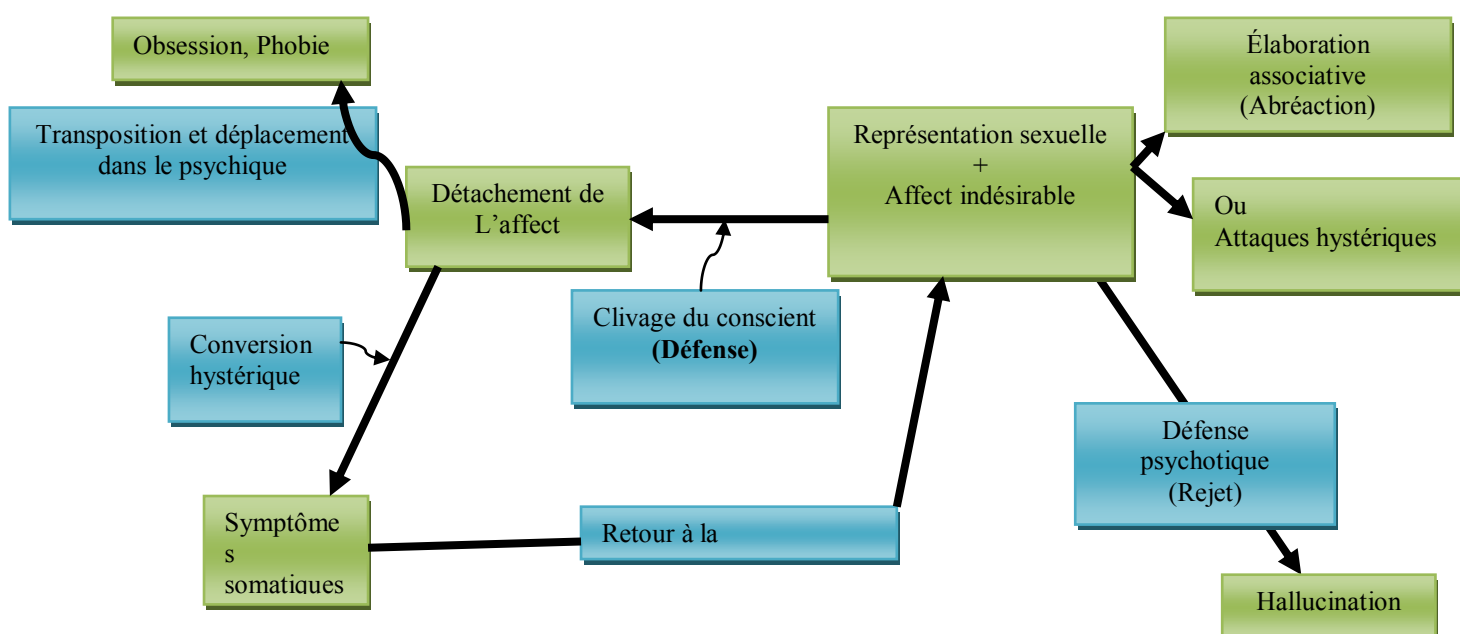 Obsession, Phobie
Transposition et déplacement
dans le psychique
Détachement de
L'affect
Représentation sexuelle
+
Affect indésirable
Élaboration
associative
(Abréaction)
Ou
Attaques hystériques
Clivage du conscient
(Défense)
Conversion
hystérique
Défense
psychotique
(Rejet)
Symptôme
s
somatiques
Retour à la
Hallucination